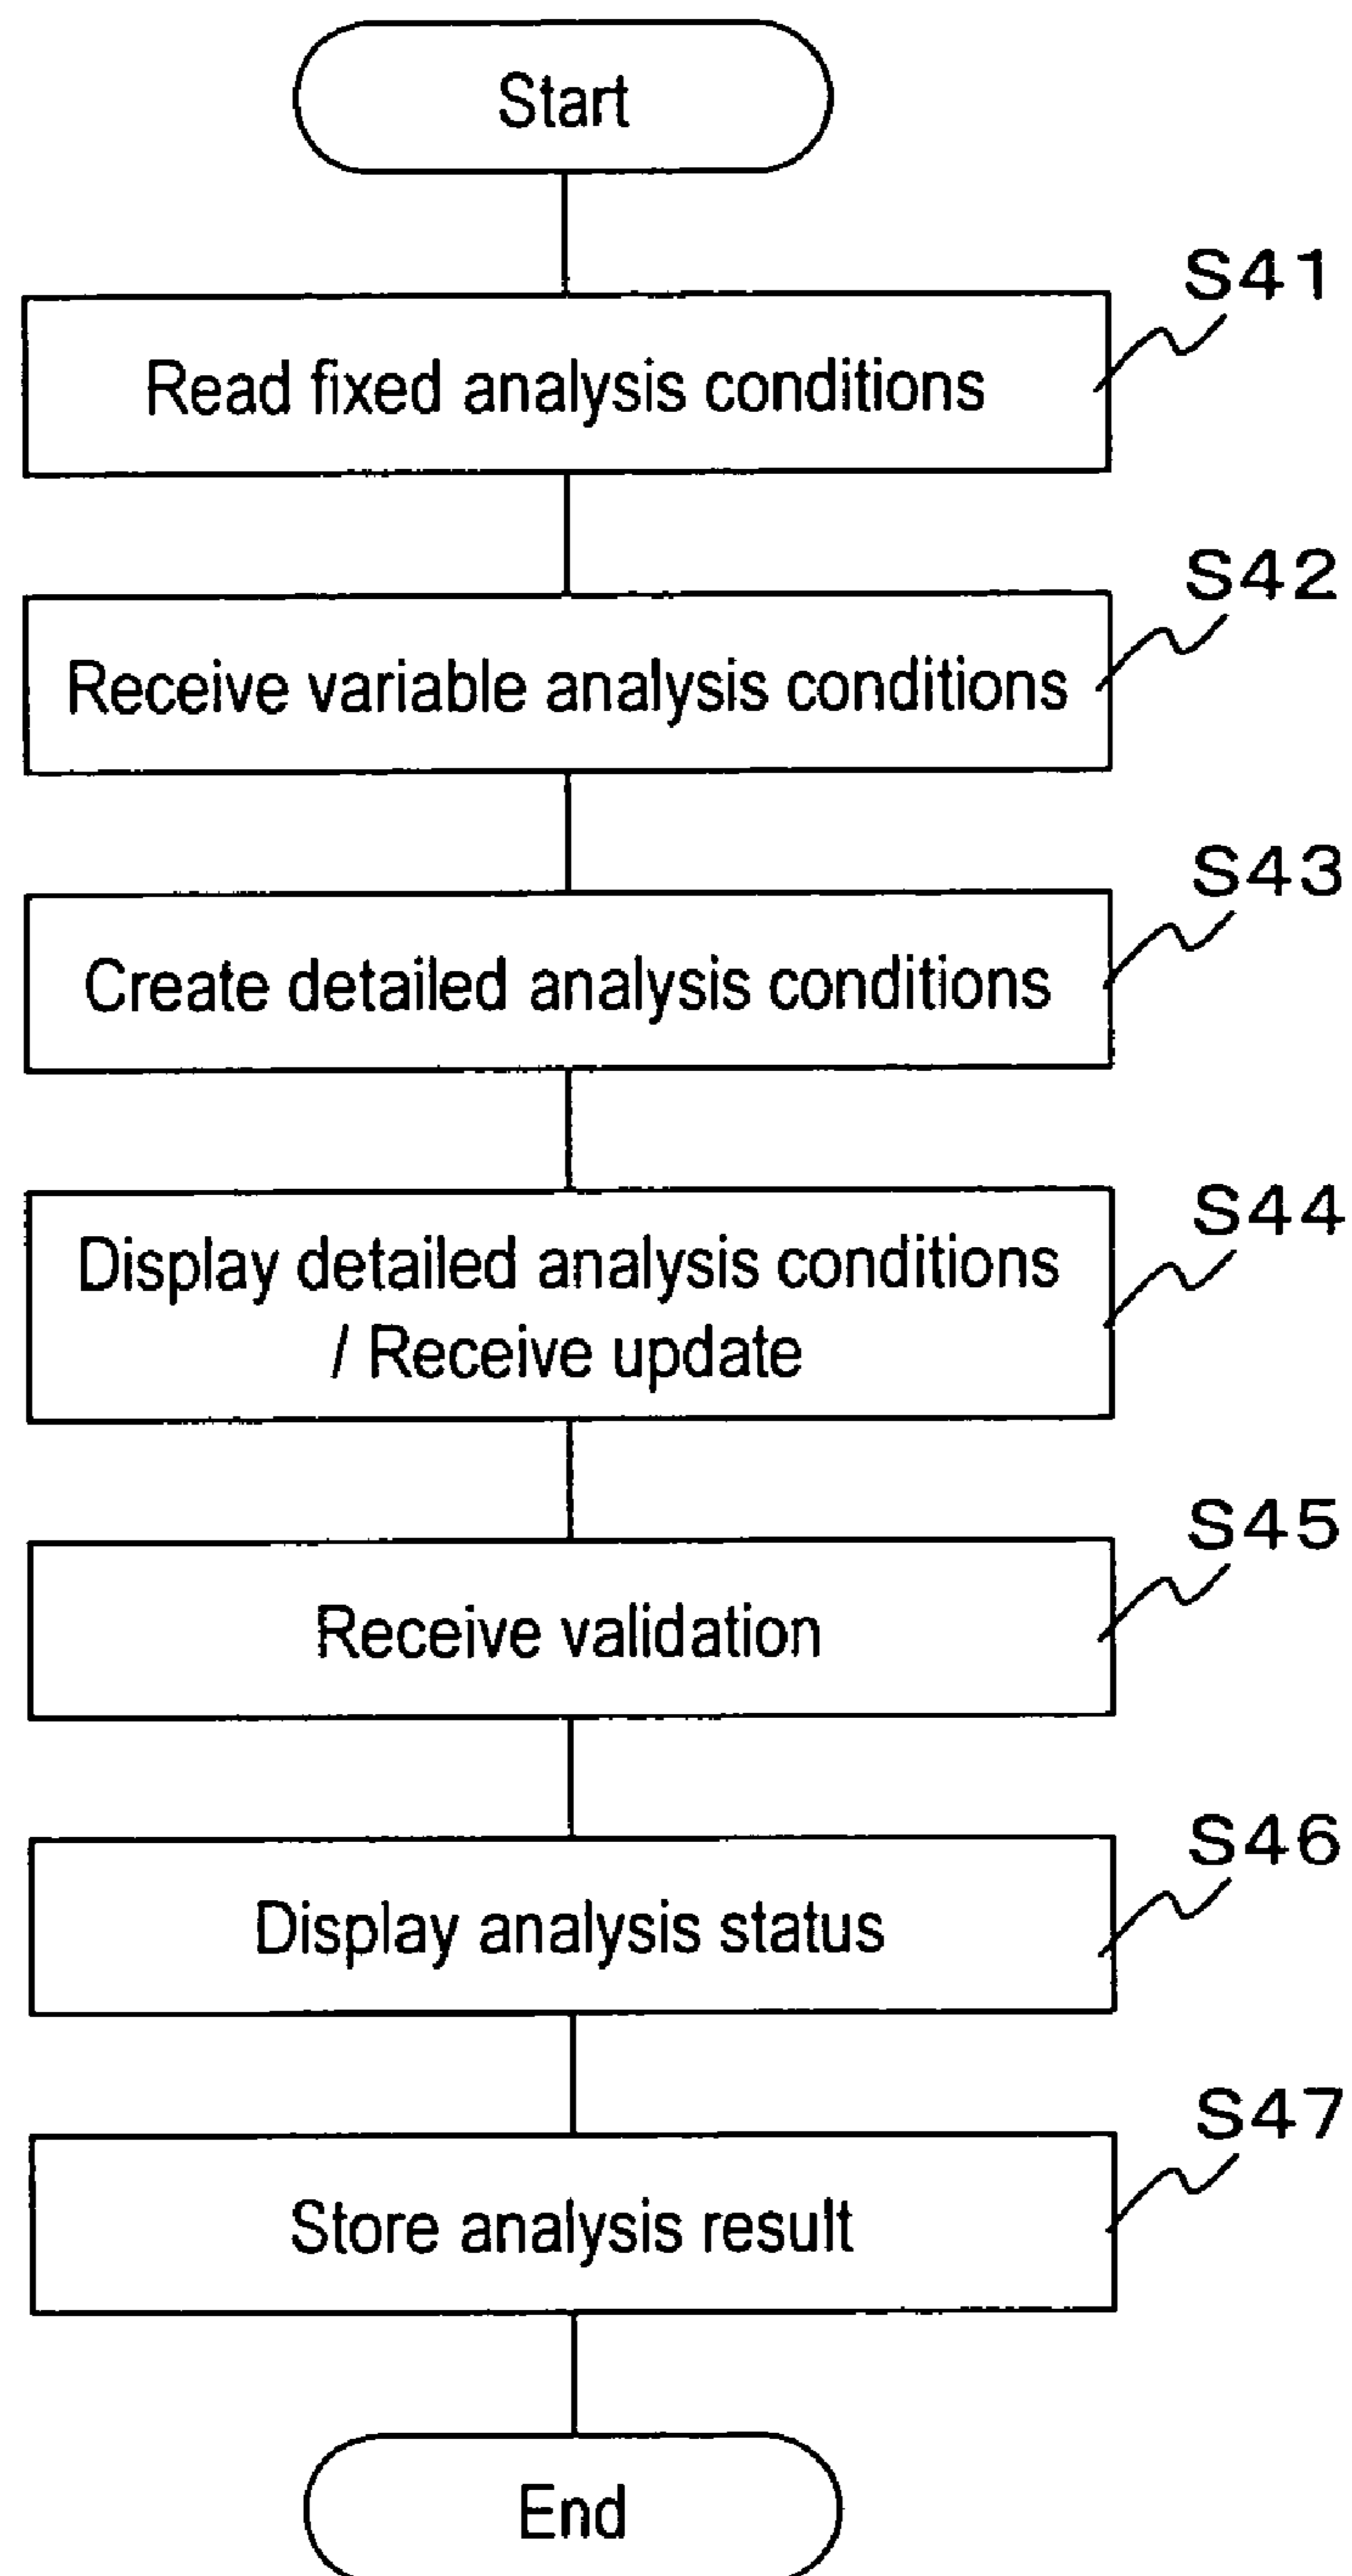 Start
S41
Read fixed analysis conditions
S42
Receive variable analysis conditions
S43
Create detailed analysis conditions
S44
Display detailed analysis conditions
/ Receive update
S45
Receive validation
S46
Display analysis status
S47
Store analysis result
End